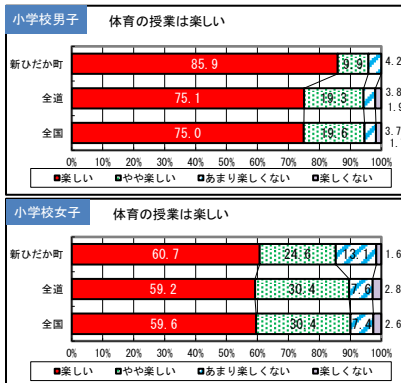 小学校男子 体育の授業は楽しい
新ひだか町 85.9 9.9 4.2
全道 75.1 19.3 3.8
1.9
全国 75.0 19.6 3.7
0% 10% 20% 30% 40% 50% 60% 70% 80% 90% 100%
■楽しい ■やや楽しい ■あまり楽しくない ■楽しくない
小学校女子 体育の授業は楽しい
新ひだか町 60.7 24.6 13.1 1.6
全道 59.2 30.4 7.6 2.8
全国 59.6 30.4 7.4 2.6
0% 10% 20% 30% 40% 50% 60% 70% 80% 90% 100%
■楽しい ■やや楽しい ■あまり楽しくない ■楽しくない